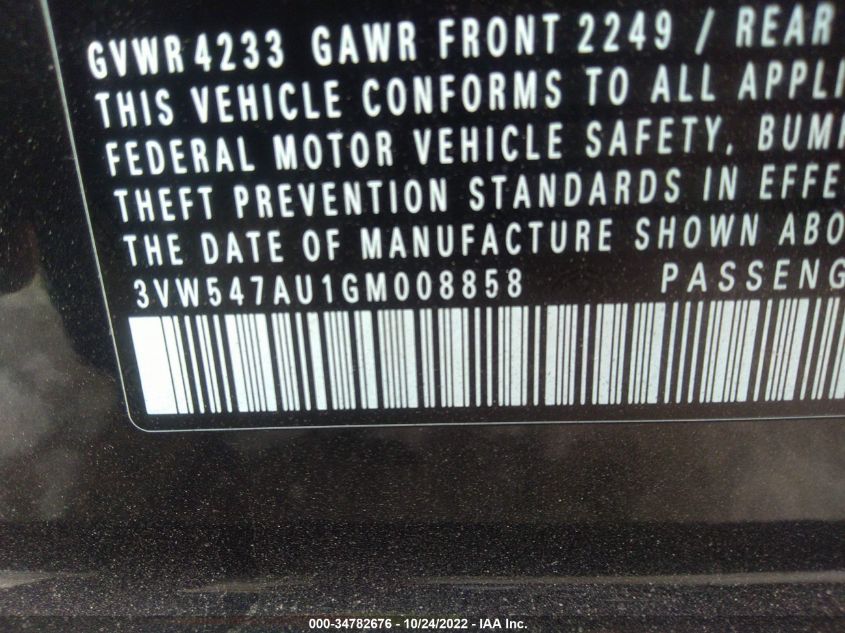 GVWR 4233 GAWR FRONT 2249 / REAR
THIS VEHICLE CONFORMS TO ALL APPLI
FEDERAL MOTOR VEHICLE SAFETY, BUMP
THEFT PREVENTION STANDARDS IN EFFE
THE DATE OF MANUFACTURE SHOWN ABO
3VW547AU1GM008858 PASSENG
000-34782676 - 10/24/2022 - IAA Inc.